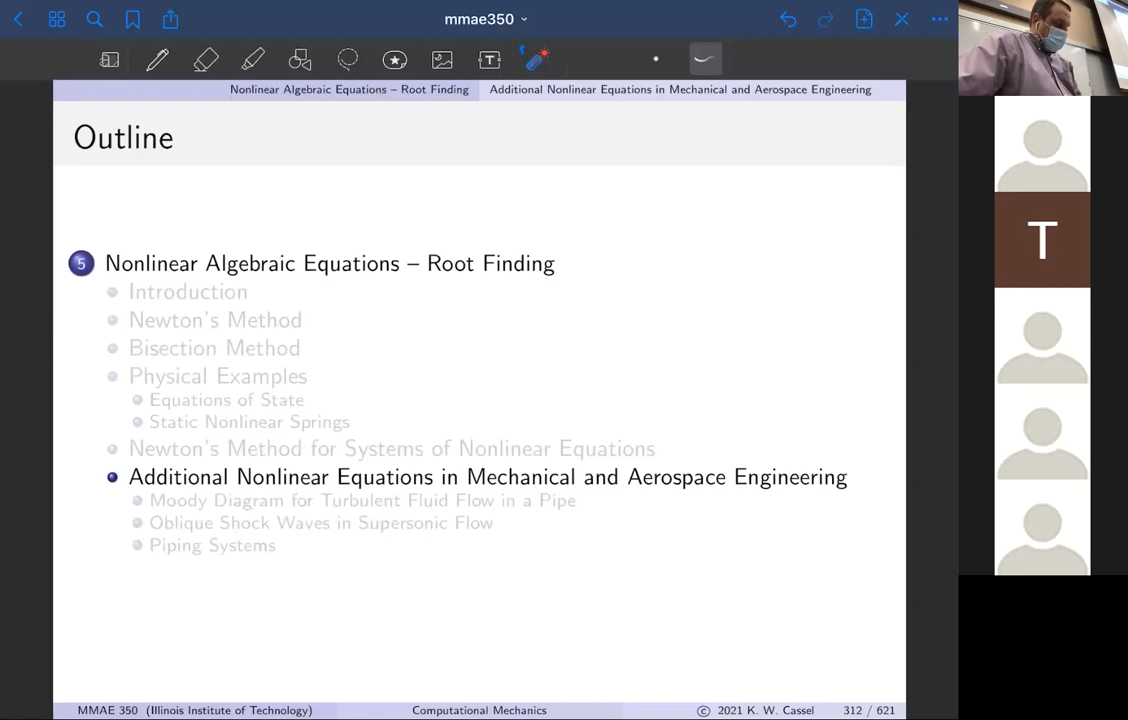 mmae350
Nonlinear Algebraic Equations – Root Finding
Additional Nonlinear Equations in Mechanical and Aerospace Engineering
Outline
5 Nonlinear Algebraic Equations – Root Finding
Introduction
Newton's Method
Bisection Method
Physical Examples
Equations of State
Static Nonlinear Springs
Newton's Method for Systems of Nonlinear Equations
Additional Nonlinear Equations in Mechanical and Aerospace Engineering
Moody Diagram for Turbulent Fluid Flow in a Pipe
Oblique Shock Waves in Supersonic Flow
Piping Systems
MMAE 350 (Illinois Institute of Technology)
Computational Mechanics
© 2021 K. W. Cassel
312 / 621
T